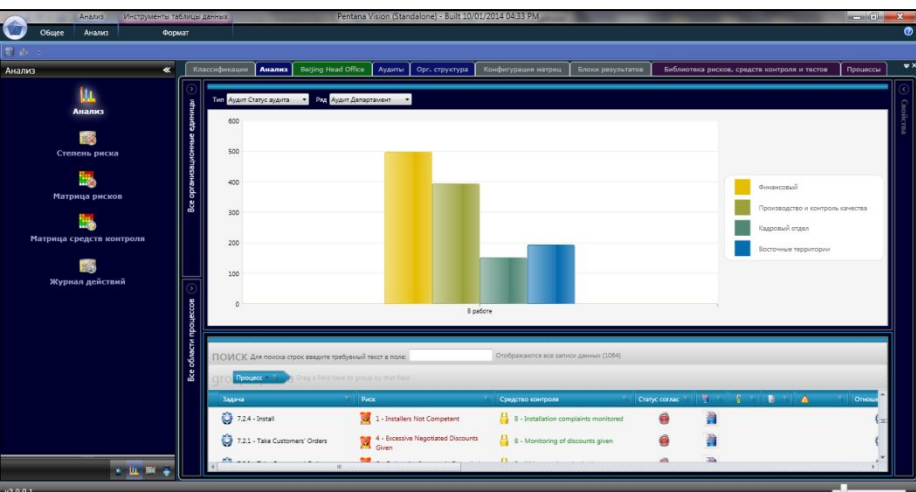 Анализ Инструменты таблицы данных Pentana Vision (Standalone) - Built 10/01/2014 04:33 PM
Общее Анализ Формат
Анализ Классификации Анализ Beijing Head Office Аудиты Орг. структура Конфигурация матриц Блоки результатов Библиотека рисков, средств контроля и тестов Процессы
Анализ
Степень риска
Матрица рисков
Матрица средств контроля
Журнал действий
Все организационные единицы
Все области процессов
Свойства
Тип Аудит Статус аудита Ряд Аудит Департамент
600
500
400
300
200
100
0
В работе
Финансовый
Производство и контроль качества
Кадровый отдел
Восточные территории
ПОИСК Для поиска строк введите требуемый текст в поле: Отображаются все записи данных (1094)
Процесс Drag a field here to group by that field
Задача Риск Средство контроля Статус соглас Отноше
7.2.4 - Install 1 - Installers Not Competent 8 - Installation complaints monitored
7.2.1 - Take Customers' Orders 4 - Excessive Negotiated Discounts Given 8 - Monitoring of discounts given
v3.0.0.1